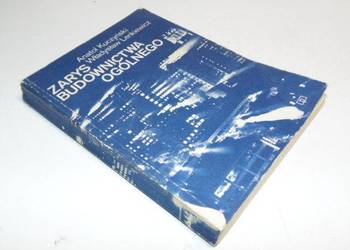 Anatol Kuczyński
Władysław Lenkiewicz
ZARYS
BUDOWNICTWA
OGÓLNEGO